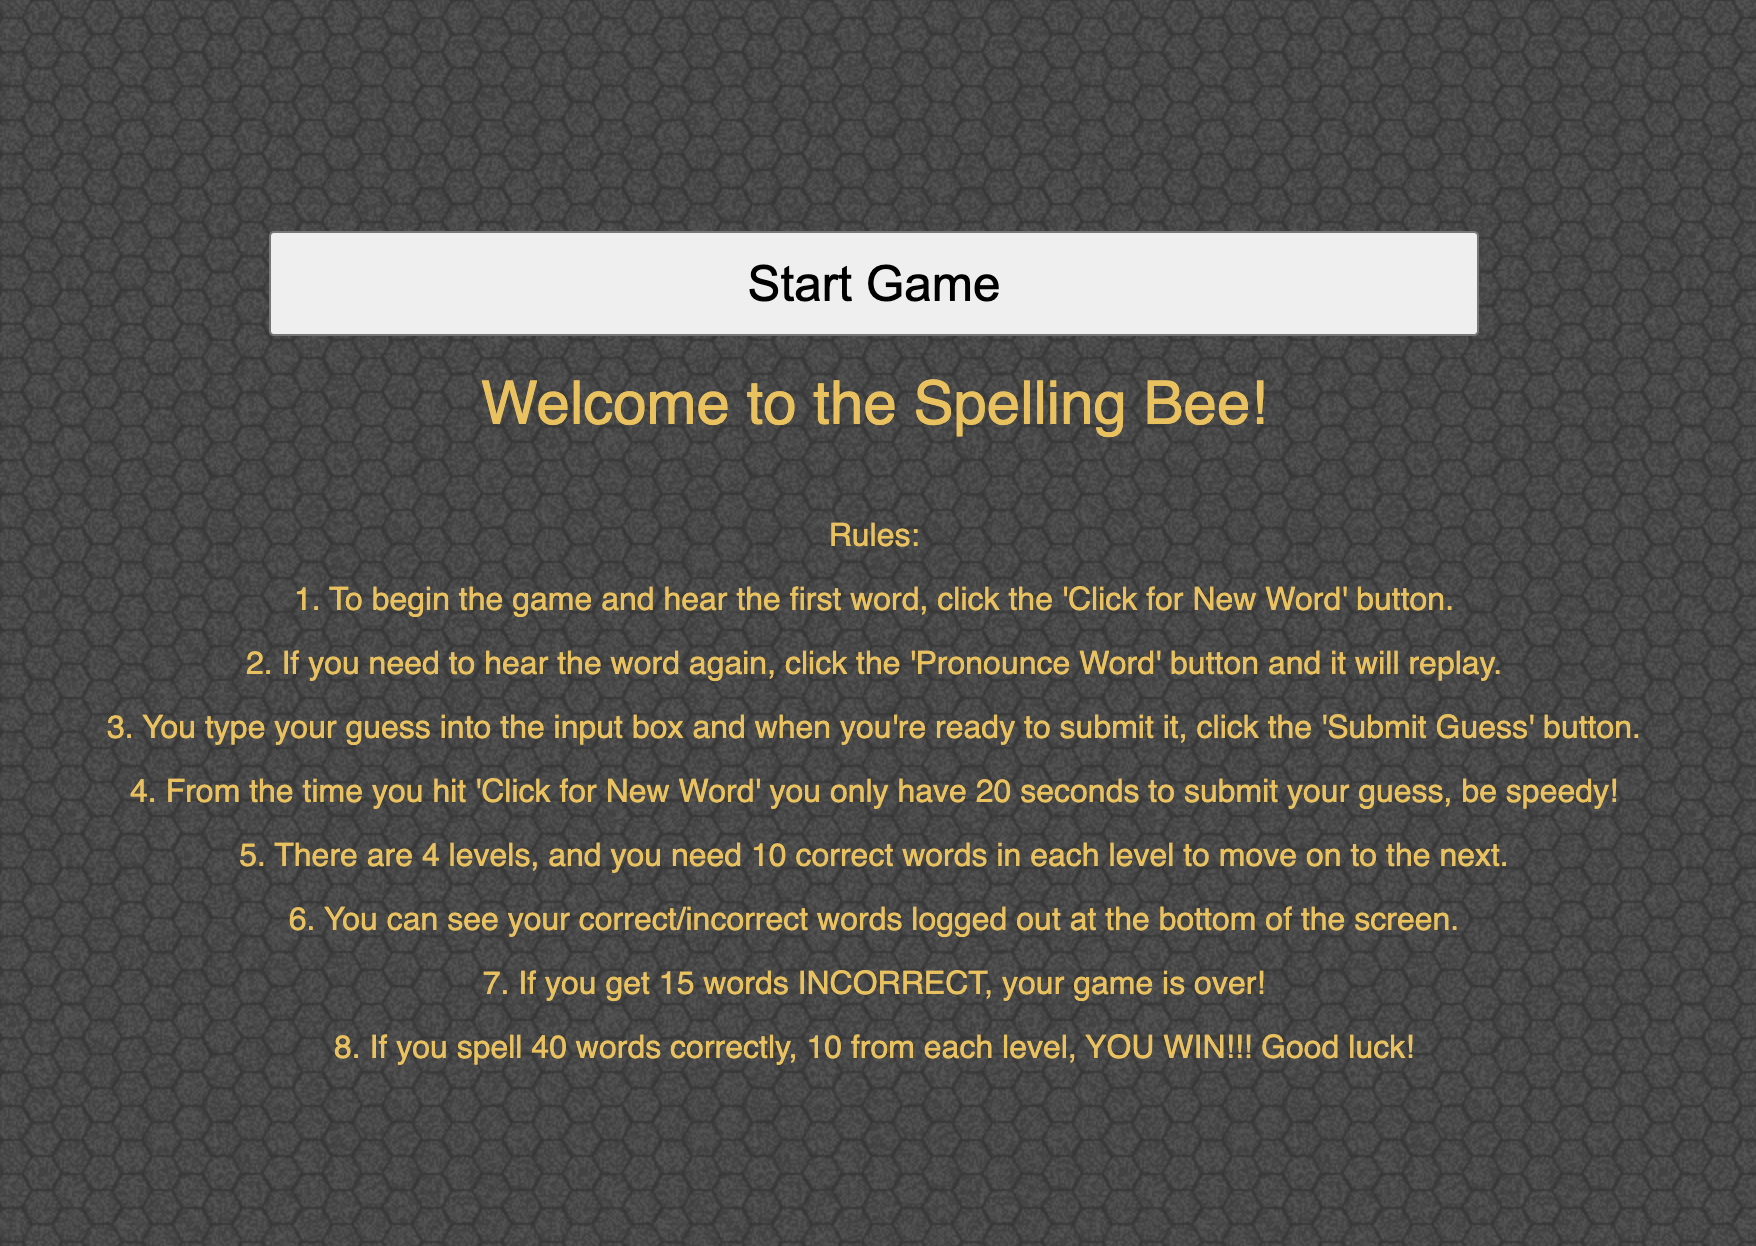 Start Game
Welcome to the Spelling Bee!
Rules:
1. To begin the game and hear the first word, click the 'Click for New Word' button.
2. If you need to hear the word again, click the 'Pronounce Word' button and it will replay.
3. You type your guess into the input box and when you're ready to submit it, click the 'Submit Guess' button.
4. From the time you hit 'Click for New Word' you only have 20 seconds to submit your guess, be speedy!
5. There are 4 levels, and you need 10 correct words in each level to move on to the next.
6. You can see your correct/incorrect words logged out at the bottom of the screen.
7. If you get 15 words INCORRECT, your game is over!
8. If you spell 40 words correctly, 10 from each level, YOU WIN!!! Good luck!